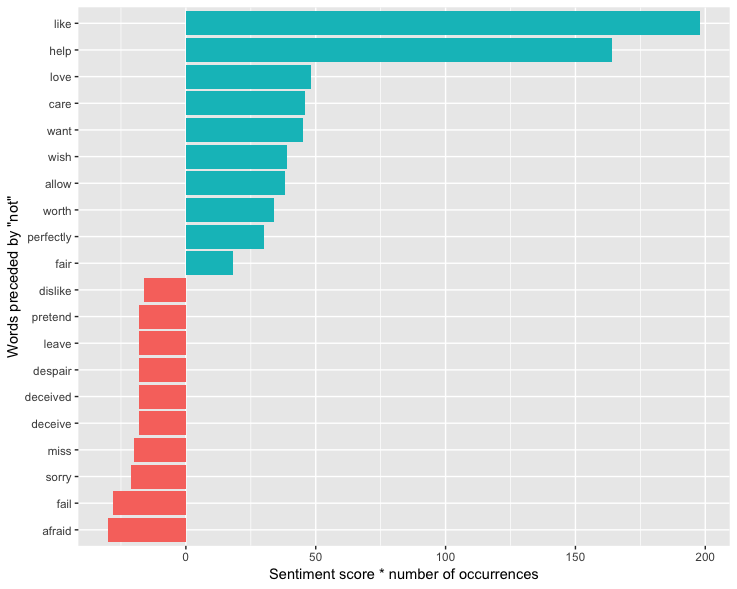 like
help
love
care
want
wish
allow
worth
perfectly
fair
dislike
pretend
leave
despair
deceived
deceive
miss
sorry
fail
afraid
Words preceded by "not"
0 50 100 150 200
Sentiment score * number of occurrences